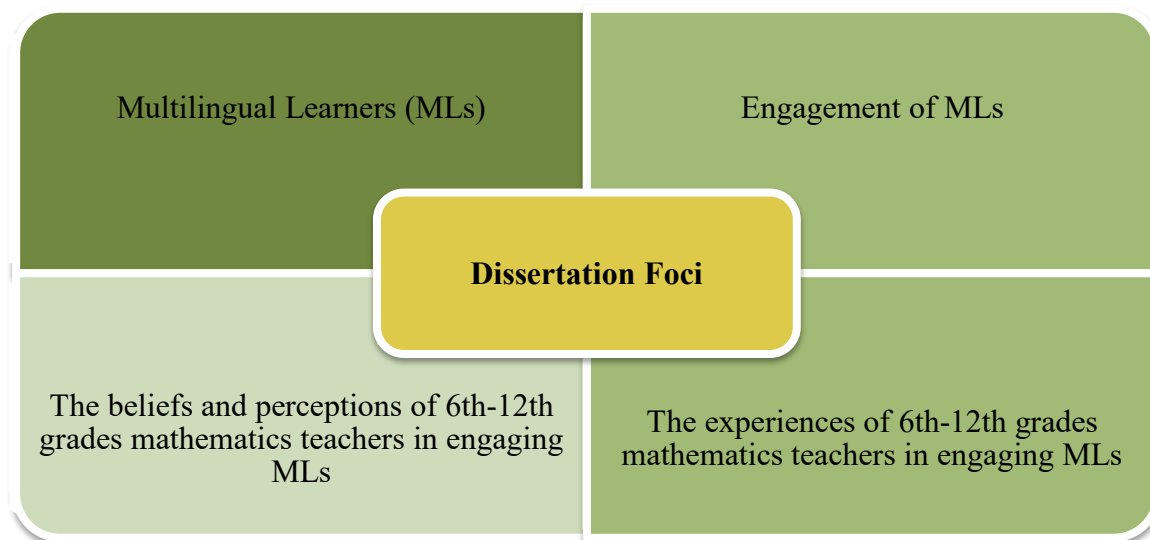 Multilingual Learners (MLs)
Engagement of MLs
Dissertation Foci
The beliefs and perceptions of 6th-12th
grades mathematics teachers in engaging
MLs
The experiences of 6th-12th grades
mathematics teachers in engaging MLs